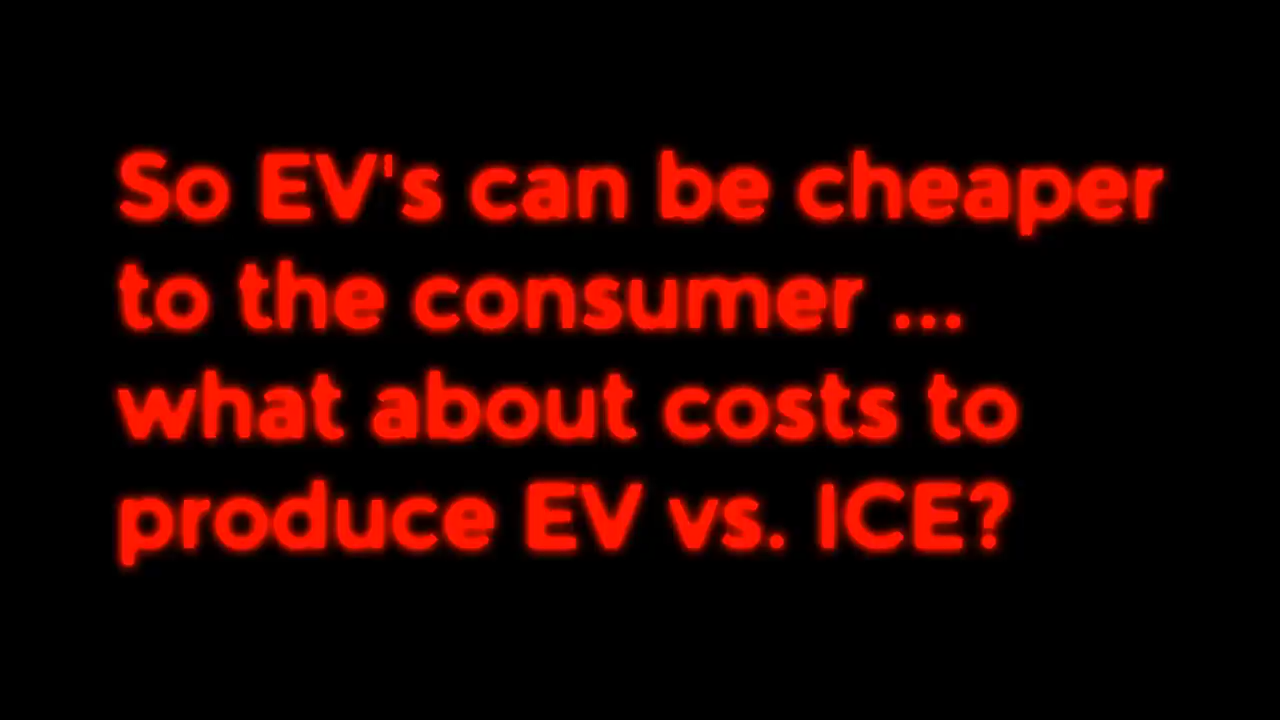 So EV's can be cheaper
to the consumer ...
what about costs to
produce EV vs. ICE?